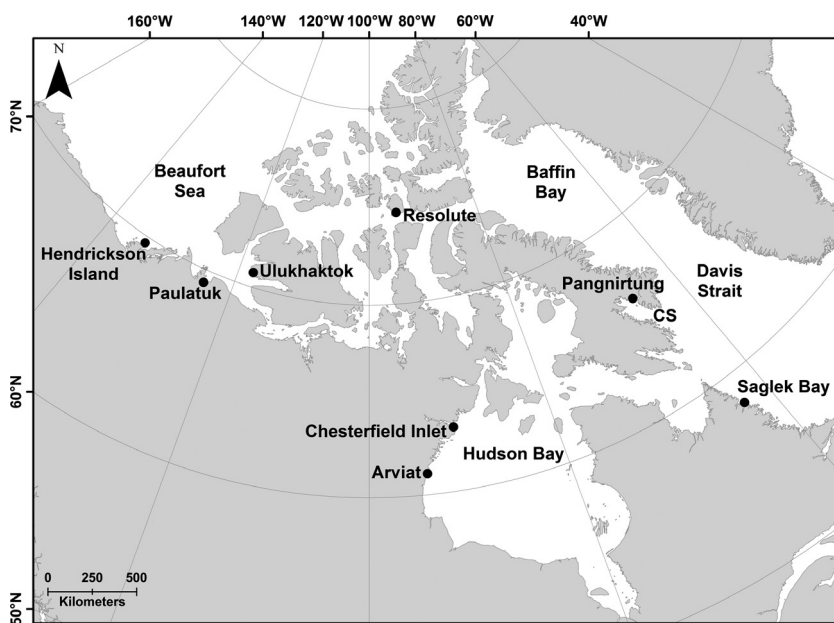 160°W
140°W
120°W
100°W
80°W
60°W
40°W
N
70°N
60°N
50°N
Beaufort
Sea
Baffin
Bay
Resolute
Hendrickson
Island
Ulukhaktok
Paulatuk
Pangnirtung
CS
Davis
Strait
Saglek Bay
Chesterfield Inlet
Hudson Bay
Arviat
0 250 500
Kilometers